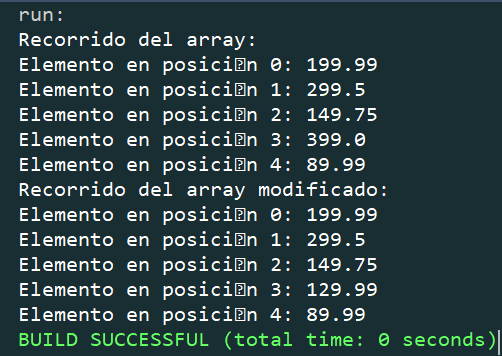 run:
Recorrido del array:
Elemento en posici�n 0: 199.99
Elemento en posici�n 1: 299.5
Elemento en posici�n 2: 149.75
Elemento en posici�n 3: 399.0
Elemento en posici�n 4: 89.99
Recorrido del array modificado:
Elemento en posici�n 0: 199.99
Elemento en posici�n 1: 299.5
Elemento en posici�n 2: 149.75
Elemento en posici�n 3: 129.99
Elemento en posici�n 4: 89.99
BUILD SUCCESSFUL (total time: 0 seconds)